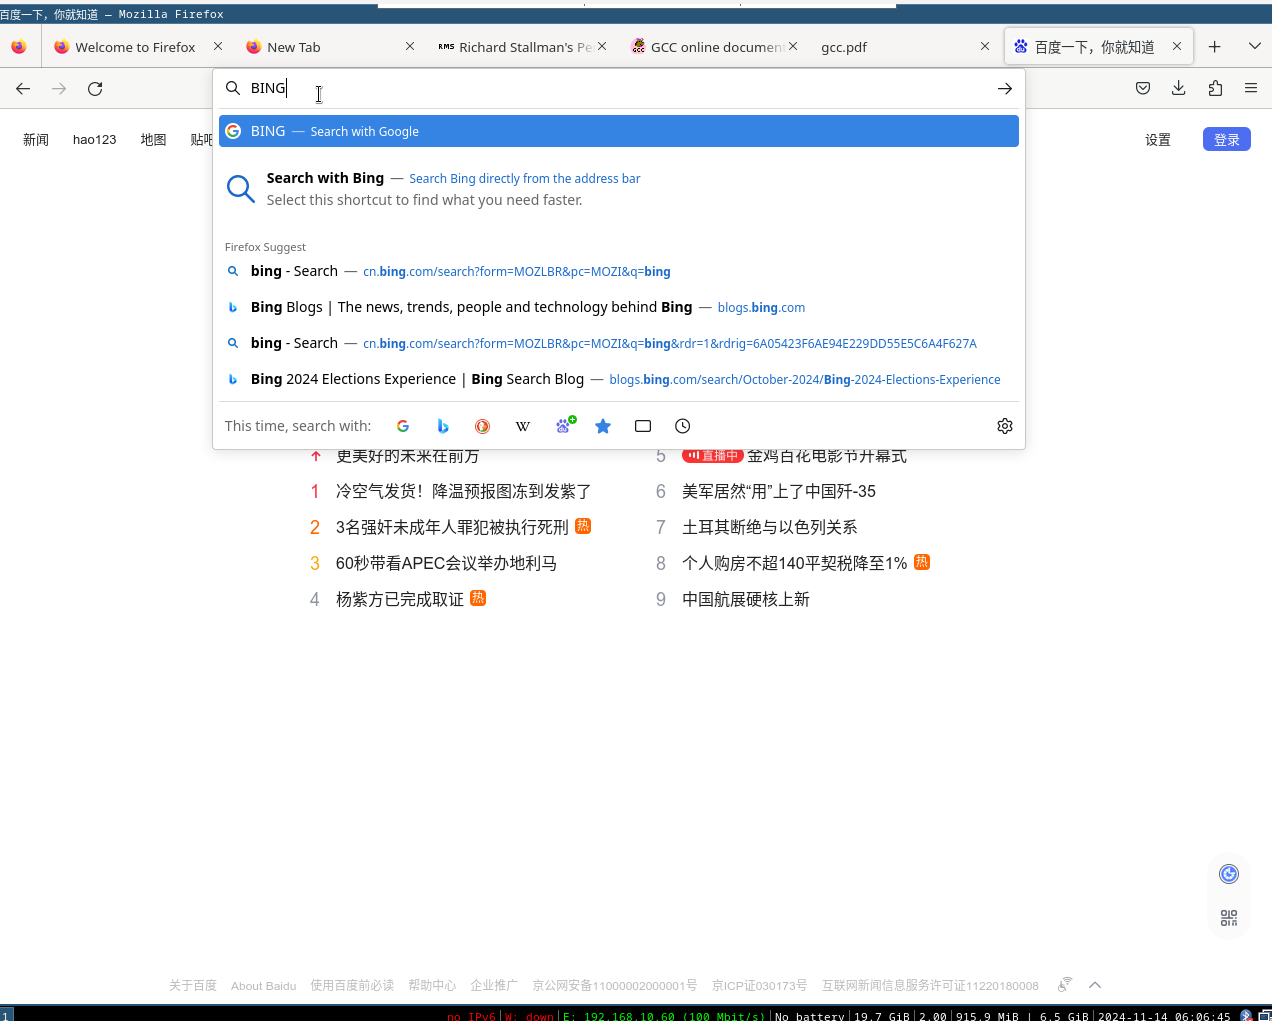 百度一下，你就知道 — Mozilla Firefox
Welcome to Firefox
New Tab
RMS Richard Stallman's Pe
GCC online documen
gcc.pdf
百度一下，你就知道
BING
BING — Search with Google
新闻 hao123 地图 贴吧 设置 登录
Search with Bing — Search Bing directly from the address bar
Select this shortcut to find what you need faster.
Firefox Suggest
bing - Search — cn.bing.com/search?form=MOZLBR&pc=MOZI&q=bing
Bing Blogs | The news, trends, people and technology behind Bing — blogs.bing.com
bing - Search — cn.bing.com/search?form=MOZLBR&pc=MOZI&q=bing&rdr=1&rdrig=6A05423F6AE94E229DD55E5C6A4F627A
Bing 2024 Elections Experience | Bing Search Blog — blogs.bing.com/search/October-2024/Bing-2024-Elections-Experience
This time, search with:
更美好的未来在前方
5 直播中 金鸡百花电影节开幕式
1 冷空气发货！降温预报图冻到发紫了
6 美军居然“用”上了中国歼-35
2 3名强奸未成年人罪犯被执行死刑 热
7 土耳其断绝与以色列关系
3 60秒带看APEC会议举办地利马
8 个人购房不超140平契税降至1% 热
4 杨紫方已完成取证 热
9 中国航展硬核上新
关于百度 About Baidu 使用百度前必读 帮助中心 企业推广 京公网安备11000002000001号 京ICP证030173号 互联网新闻信息服务许可证11220180008
1 no IPv6|W: down|E: 192.168.10.60 (100 Mbit/s)|No battery|19.7 GiB|2.00|915.9 MiB | 6.5 GiB|2024-11-14 06:06:45